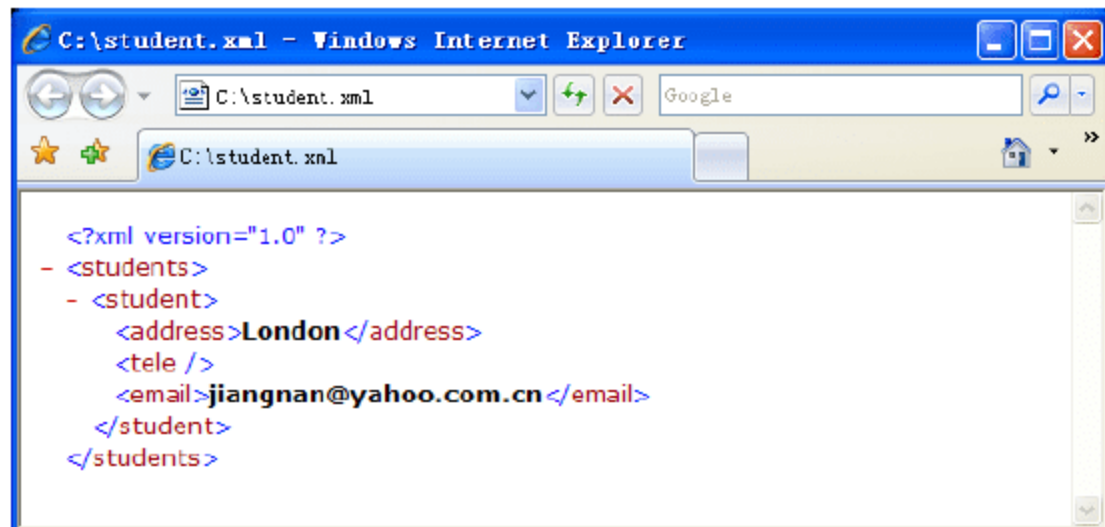 C:\student.xml - Windows Internet Explorer
C:\student.xml
Google
C:\student.xml
<?xml version="1.0" ?>
- <students>
- <student>
<address>London</address>
<tele />
<email>jiangnan@yahoo.com.cn</email>
</student>
</students>